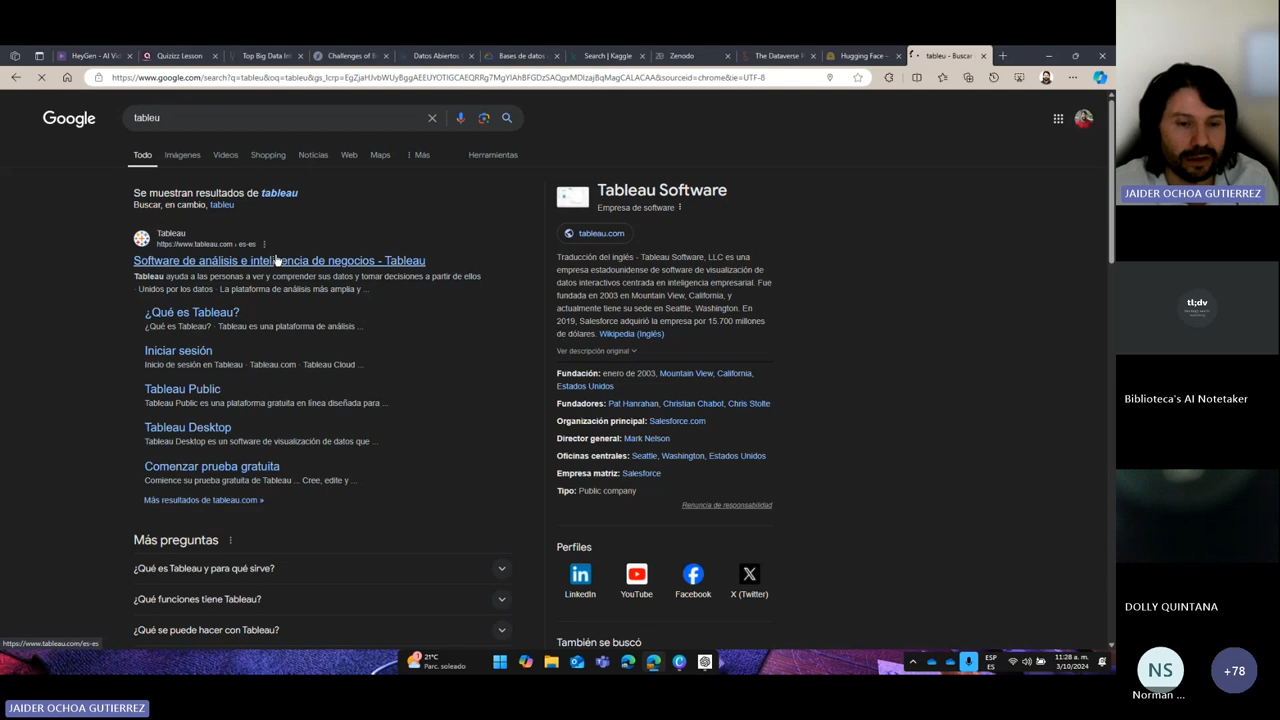 HeyGen - AI Vi
Quizizz Lesson
Top Big Data In
Challenges of B
Datos Abiertos
Bases de datos
Search | Kaggle
Zenodo
The Dataverse
Hugging Face –
tableu - Buscar
https://www.google.com/search?q=tableu&oq=tableu&gs_lcrp=
Google
tableu
Todo
Imágenes
Videos
Shopping
Noticias
Web
Maps
Más
Herramientas
Se muestran resultados de tableau
Buscar, en cambio, tableu
Tableau
https://www.tableau.com › es-es
Software de análisis e inteligencia de negocios - Tableau
Tableau ayuda a las personas a ver y comprender sus datos y tomar decisiones a partir de ellos
· Unidos por los datos · La plataforma de análisis más amplia y ...
¿Qué es Tableau?
¿Qué es Tableau? · Tableau es una plataforma de análisis ...
Iniciar sesión
Inicio de sesión en Tableau · Tableau.com · Tableau Cloud ...
Tableau Public
Tableau Public es una plataforma gratuita en línea diseñada para ...
Tableau Desktop
Tableau Desktop es un software de visualización de datos que ...
Comenzar prueba gratuita
Comience su prueba gratuita de Tableau ... Cree, edite y ...
Más resultados de tableau.com »
Más preguntas
¿Qué es Tableau y para qué sirve?
¿Qué funciones tiene Tableau?
¿Qué se puede hacer con Tableau?
https://www.tableau.com/es-es
Tableau Software
Empresa de software
tableau.com
Traducción del inglés - Tableau Software, LLC es una
empresa estadounidense de software de visualización de
datos interactivos centrada en inteligencia empresarial. Fue
fundada en 2003 en Mountain View, California, y
actualmente tiene su sede en Seattle, Washington. En
2019, Salesforce adquirió la empresa por 15.700 millones
de dólares. Wikipedia (Inglés)
Ver descripción original
Fundación: enero de 2003, Mountain View, California,
Estados Unidos
Fundadores: Pat Hanrahan, Christian Chabot, Chris Stolte
Organización principal: Salesforce.com
Director general: Mark Nelson
Oficinas centrales: Seattle, Washington, Estados Unidos
Empresa matriz: Salesforce
Tipo: Public company
Renuncia de responsabilidad
Perfiles
LinkedIn
YouTube
Facebook
X (Twitter)
También se buscó
21°C
Parc. soleado
ESP
ES
11:28 a. m.
3/10/2024
JAIDER OCHOA GUTIERREZ
tl;dv
Biblioteca's AI Notetaker
DOLLY QUINTANA
NS
Norman ...
+78
JAIDER OCHOA GUTIERREZ